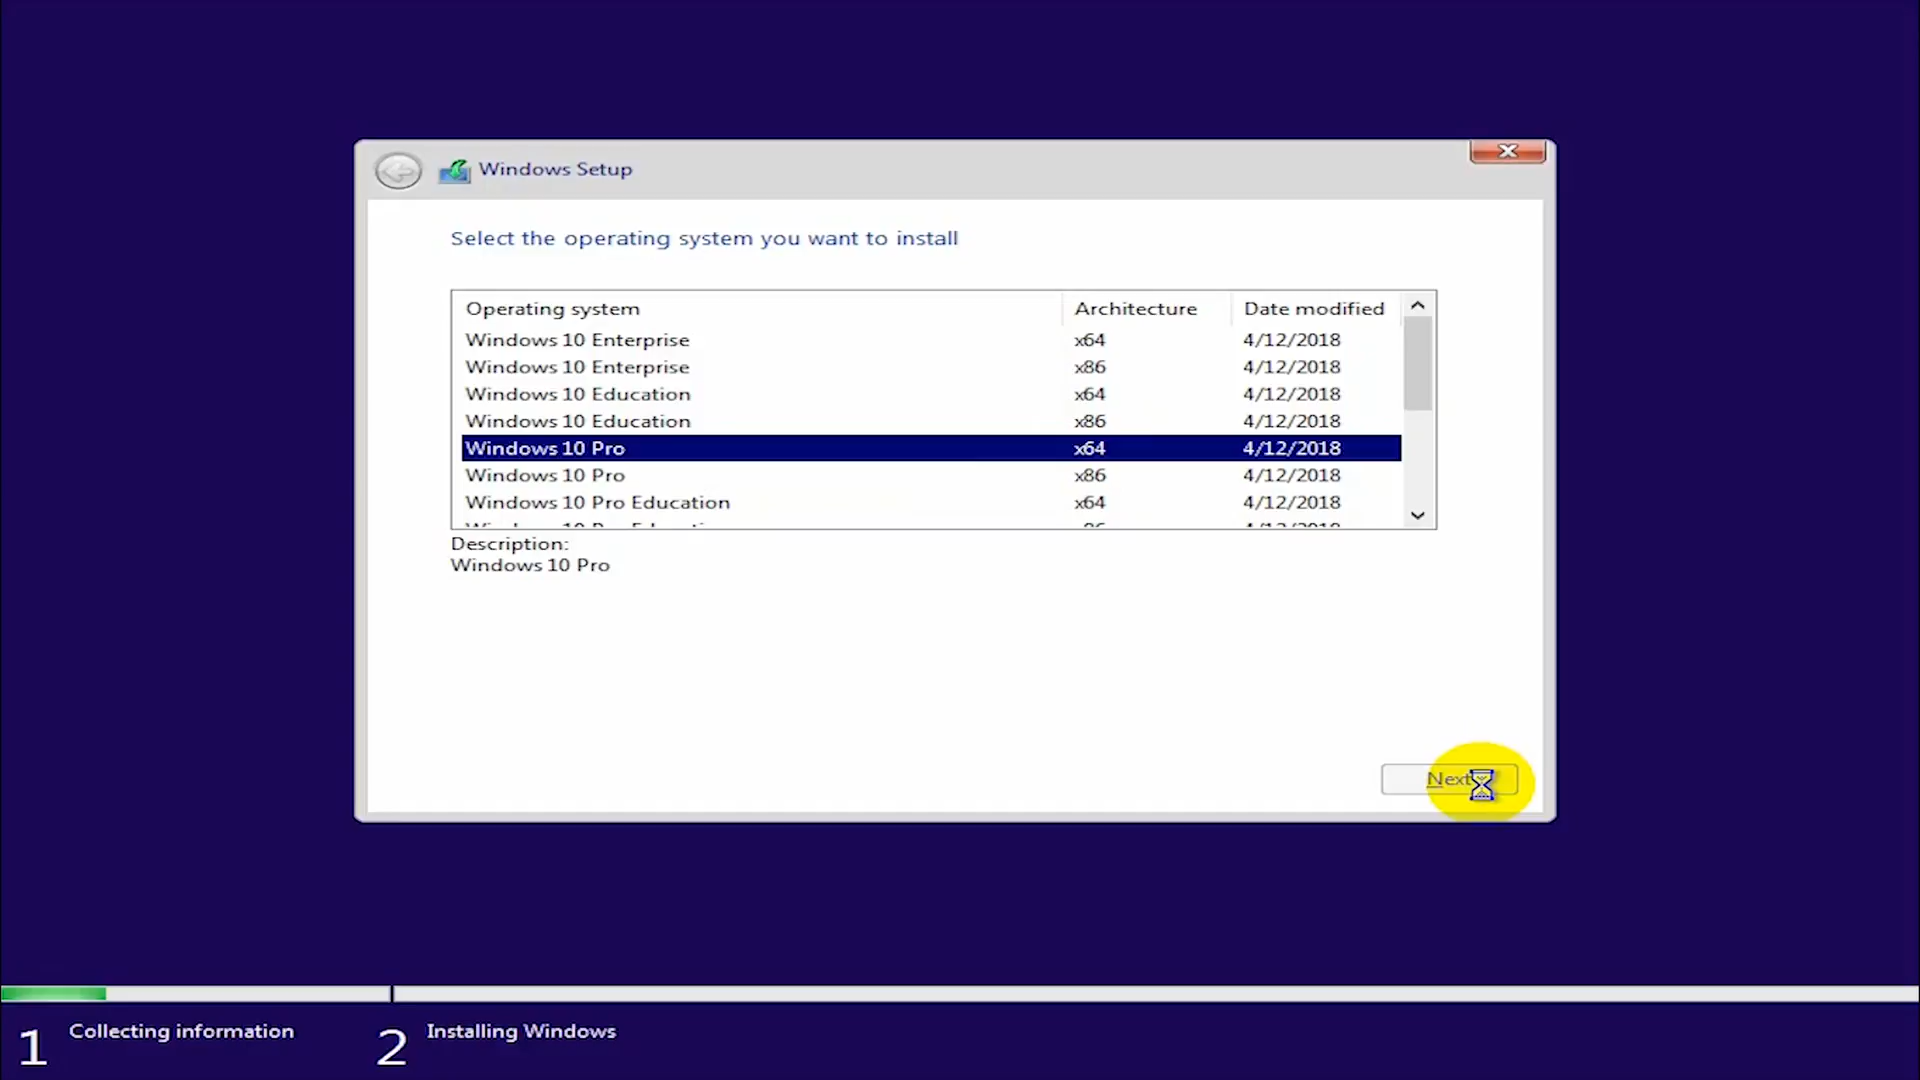 Windows Setup
Select the operating system you want to install
Operating system Architecture Date modified
Windows 10 Enterprise x64 4/12/2018
Windows 10 Enterprise x86 4/12/2018
Windows 10 Education x64 4/12/2018
Windows 10 Education x86 4/12/2018
Windows 10 Pro x64 4/12/2018
Windows 10 Pro x86 4/12/2018
Windows 10 Pro Education x64 4/12/2018
Description:
Windows 10 Pro
Next
1 Collecting information 2 Installing Windows